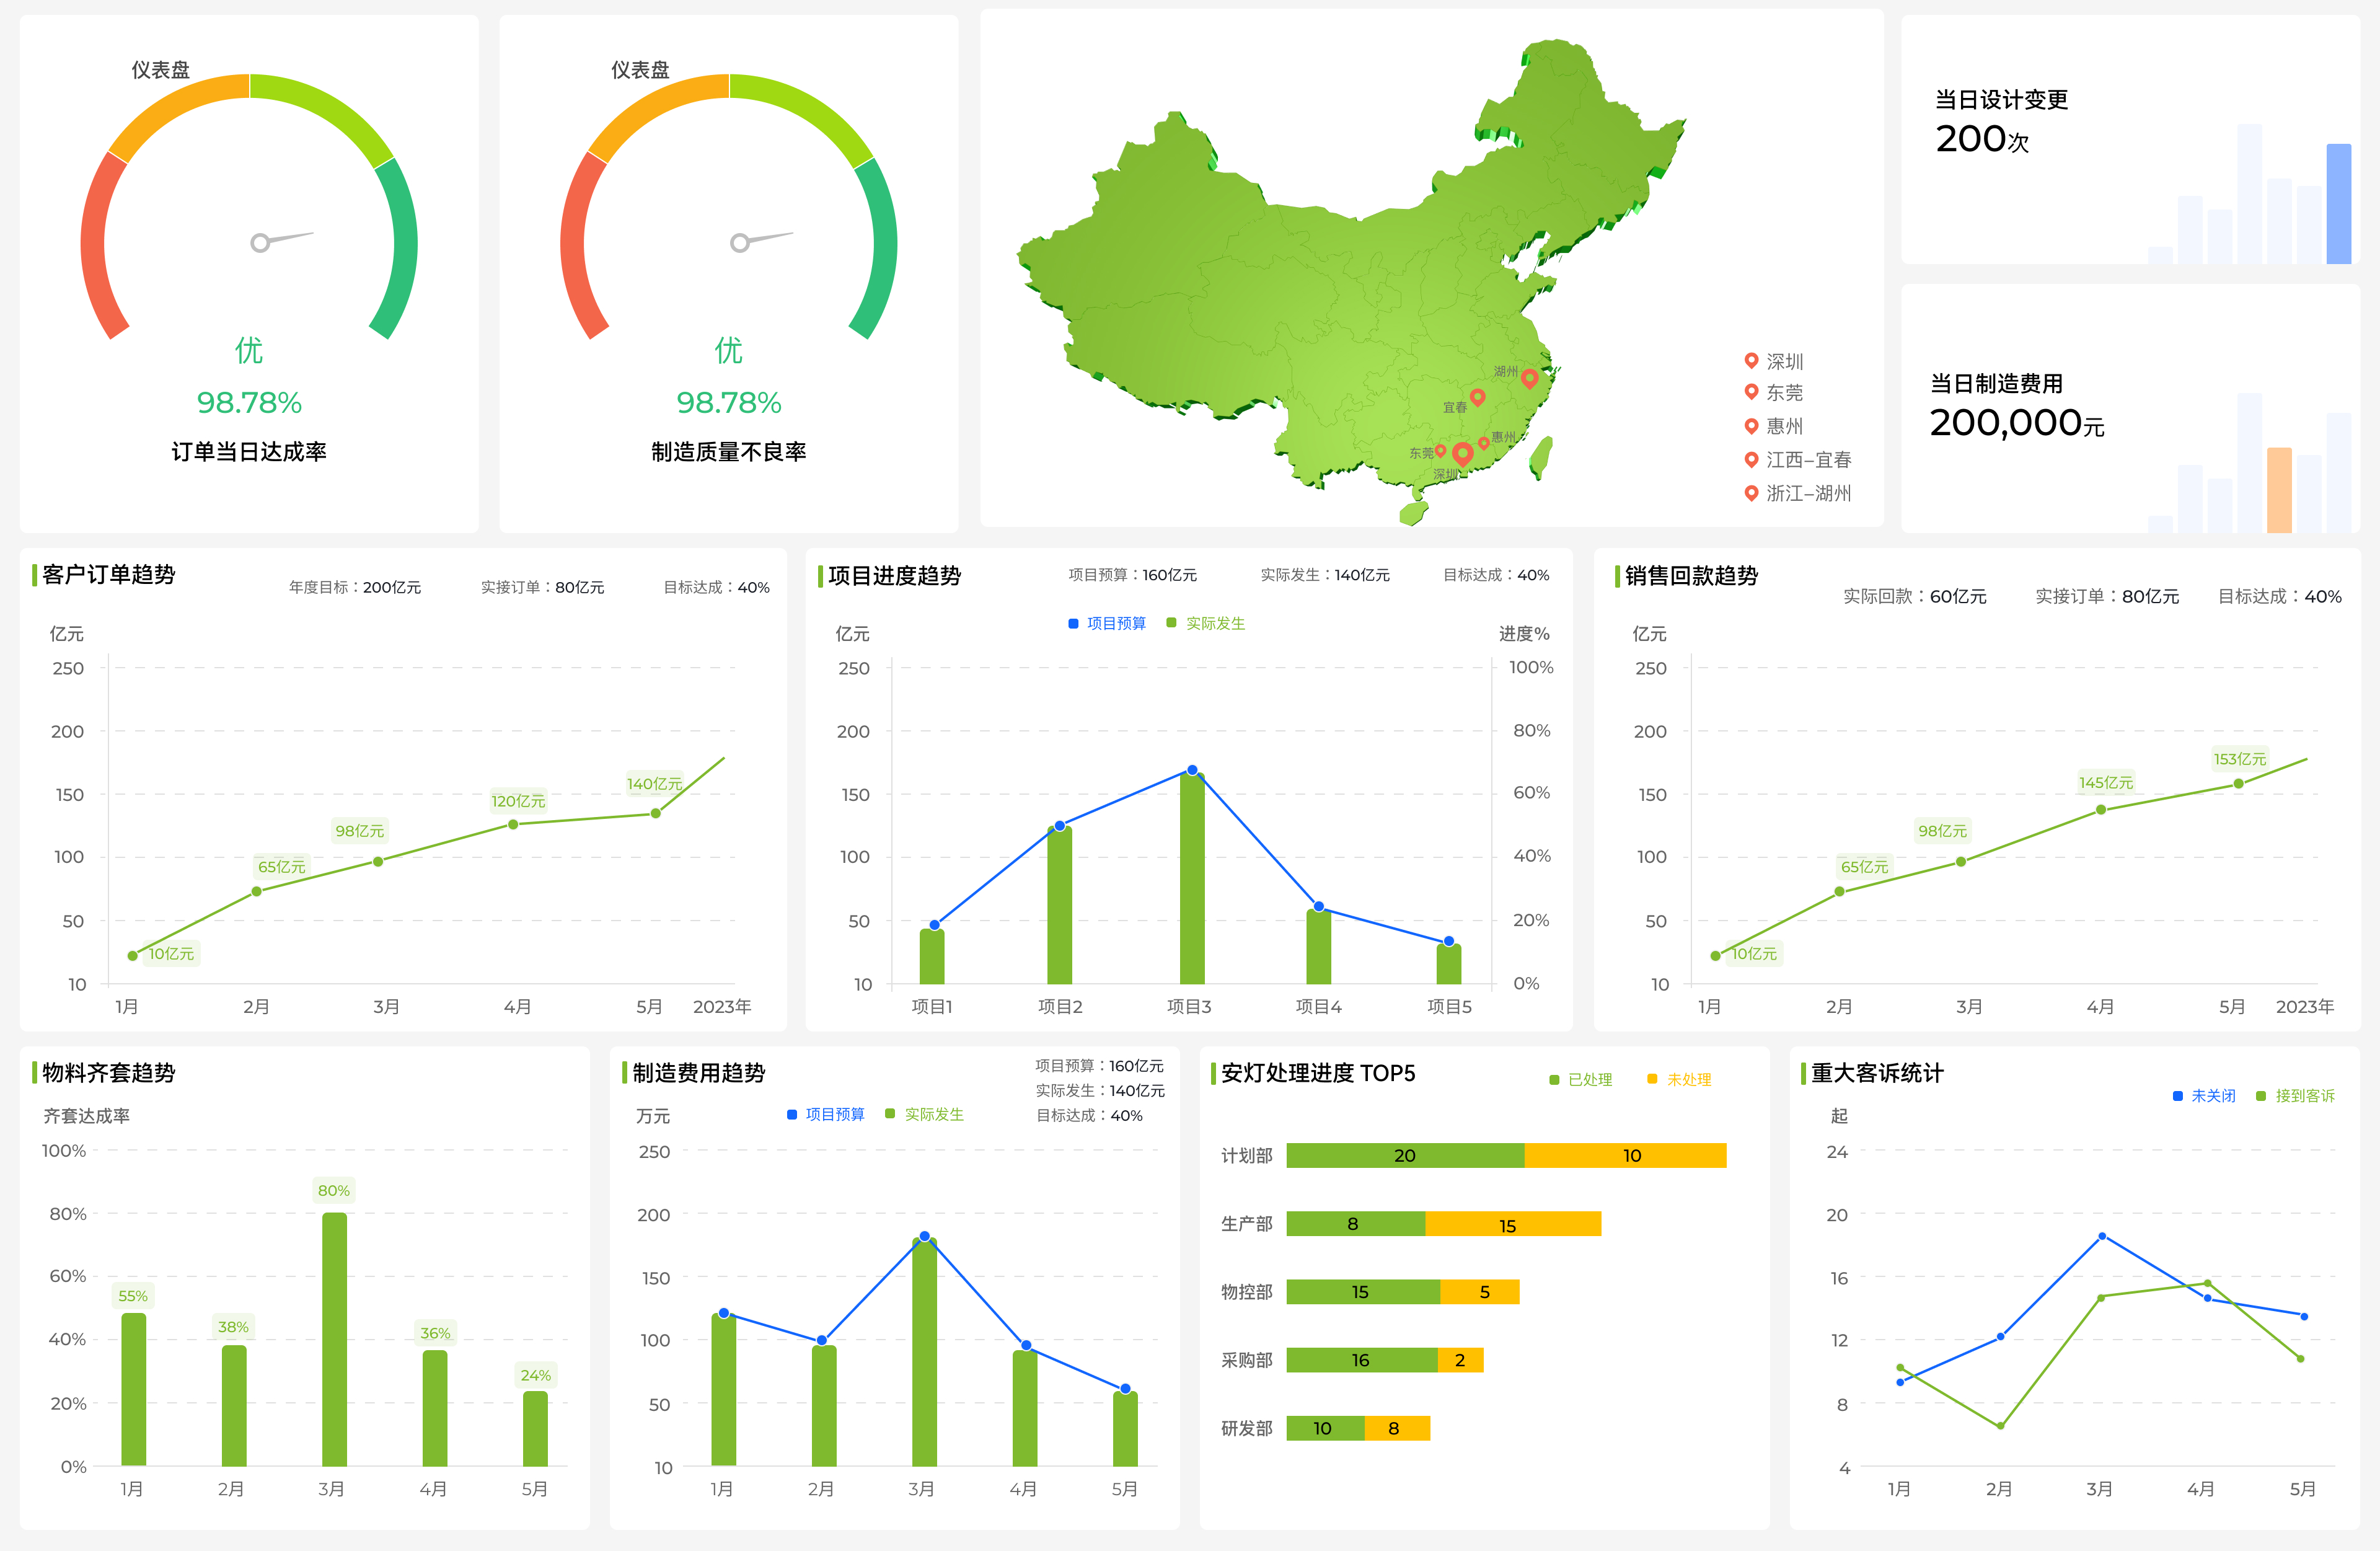 仪表盘
优
98.78%
订单当日达成率
仪表盘
优
98.78%
制造质量不良率
湖州
宜春
惠州
东莞
深圳
深圳
东莞
惠州
江西-宜春
浙江-湖州
当日设计变更
200次
当日制造费用
200,000元
客户订单趋势
年度目标：200亿元 实接订单：80亿元 目标达成：40%
亿元
250
200
150
100
50
10
10亿元
65亿元
98亿元
120亿元
140亿元
1月 2月 3月 4月 5月 2023年
项目进度趋势
项目预算：160亿元 实际发生：140亿元 目标达成：40%
项目预算 实际发生
亿元 进度%
250 100%
200 80%
150 60%
100 40%
50 20%
10 0%
项目1 项目2 项目3 项目4 项目5
销售回款趋势
实际回款：60亿元 实接订单：80亿元 目标达成：40%
亿元
250
200
150
100
50
10
10亿元
65亿元
98亿元
145亿元
153亿元
1月 2月 3月 4月 5月 2023年
物料齐套趋势
齐套达成率
100%
80%
60%
40%
20%
0%
55%
38%
80%
36%
24%
1月 2月 3月 4月 5月
制造费用趋势
项目预算：160亿元
实际发生：140亿元
目标达成：40%
万元
项目预算 实际发生
250
200
150
100
50
10
1月 2月 3月 4月 5月
安灯处理进度 TOP5
已处理 未处理
计划部 20 10
生产部 8 15
物控部 15 5
采购部 16 2
研发部 10 8
重大客诉统计
未关闭 接到客诉
起
24
20
16
12
8
4
1月 2月 3月 4月 5月